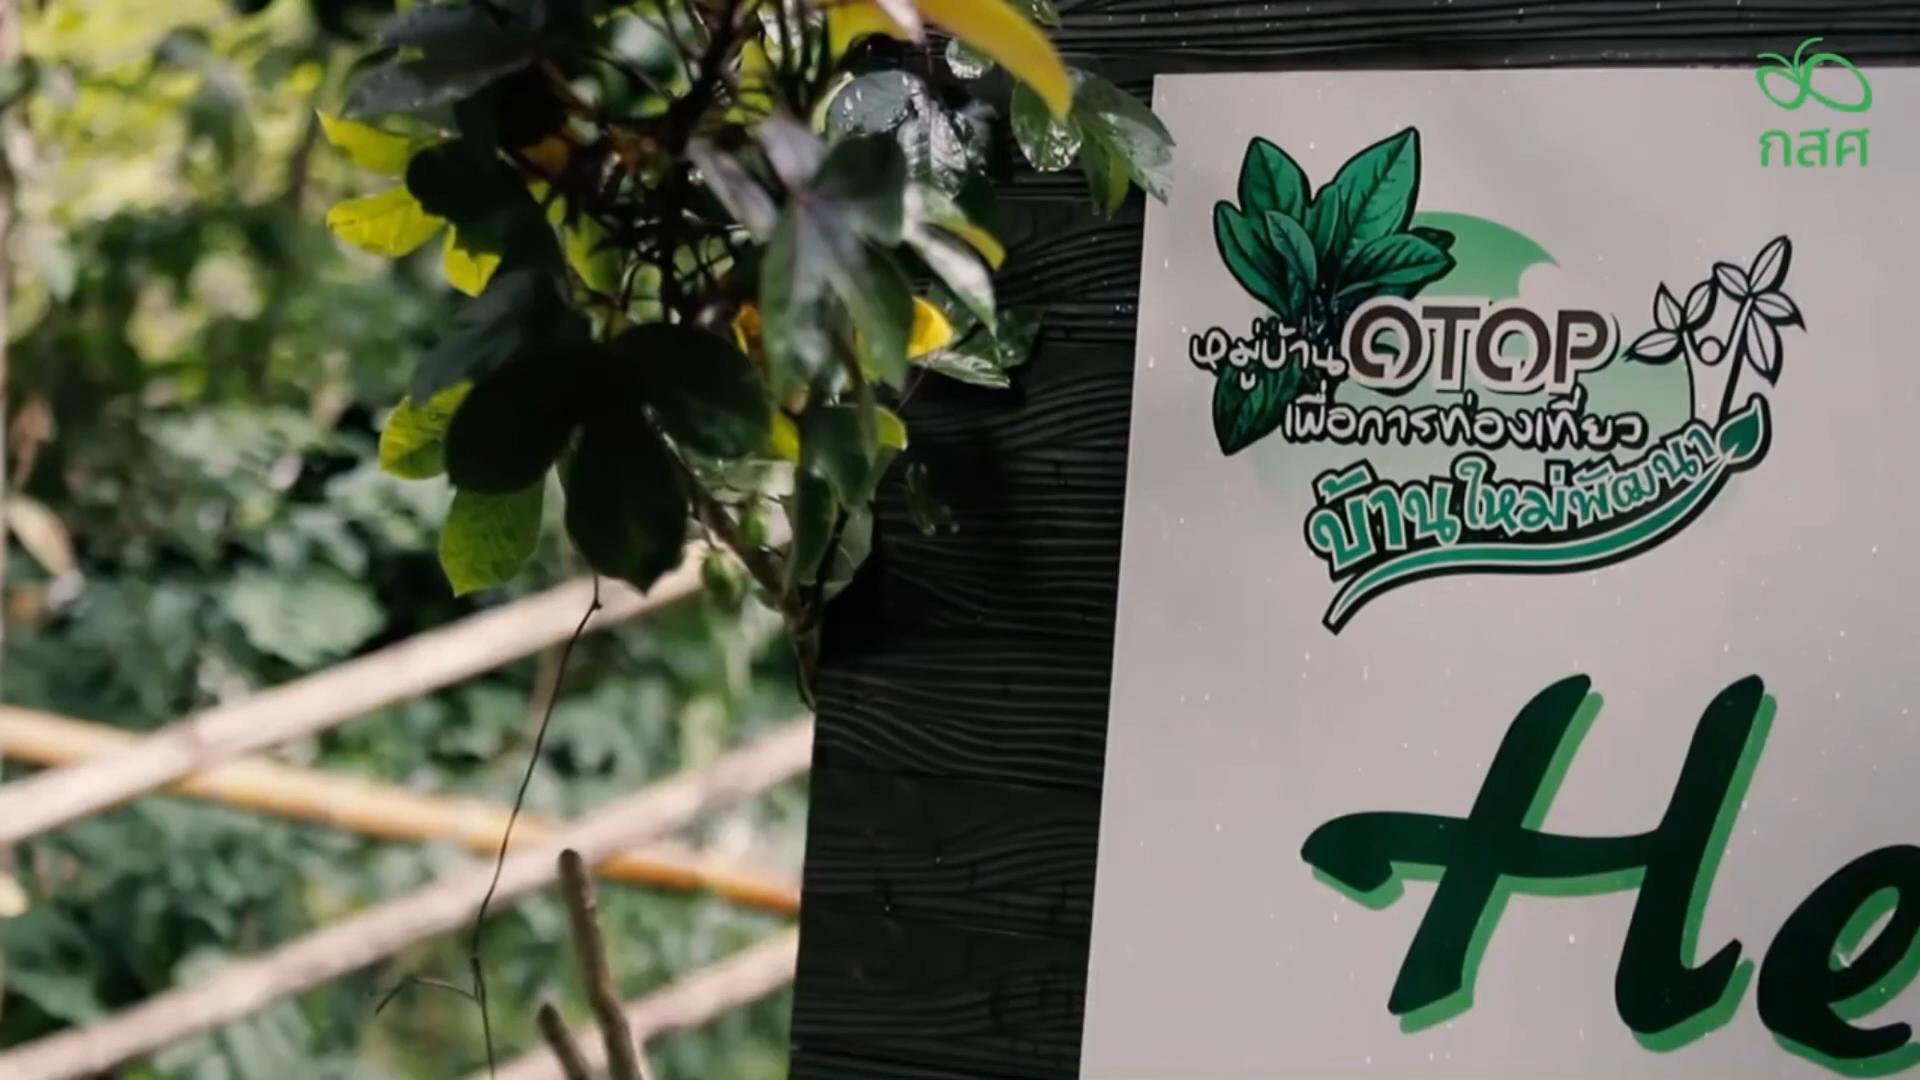 กสศ
หมู่บ้าน OTOP
เพื่อการท่องเที่ยว
บ้านใหม่พัฒนา
He